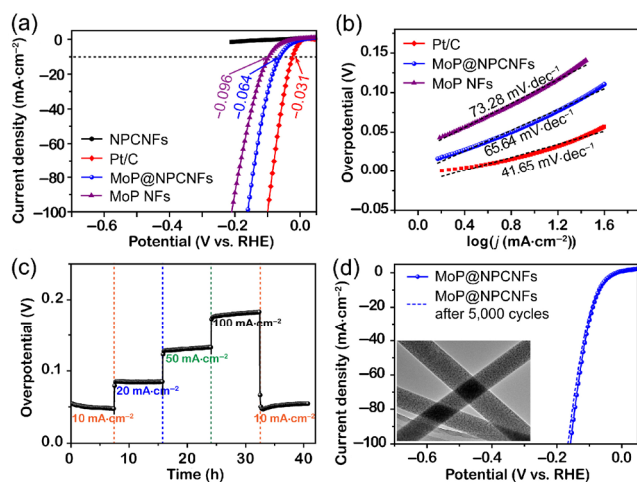 (a)
Current density (mA·cm−2)
0
−20
−40
−60
−80
−100
−0.096
−0.064
−0.031
NPCNFs
Pt/C
MoP@NPCNFs
MoP NFs
−0.6
−0.4
−0.2
0.0
Potential (V vs. RHE)
(b)
Overpotential (V)
0.15
0.10
0.05
0.00
−0.05
Pt/C
MoP@NPCNFs
MoP NFs
73.28 mV·dec−1
65.64 mV·dec−1
41.65 mV·dec−1
0.0
0.4
0.8
1.2
1.6
log(j (mA·cm−2)
(c)
Overpotential (V)
0.2
0.1
0.0
10 mA·cm−2
20 mA·cm−2
50 mA·cm−2
100 mA·cm−2
10 mA·cm−2
0
10
20
30
40
Time (h)
(d)
Current density (mA·cm−2)
0
−20
−40
−60
−80
−100
MoP@NPCNFs
MoP@NPCNFs
after 5,000 cycles
−0.6
−0.4
−0.2
0.0
Potential (V vs. RHE)